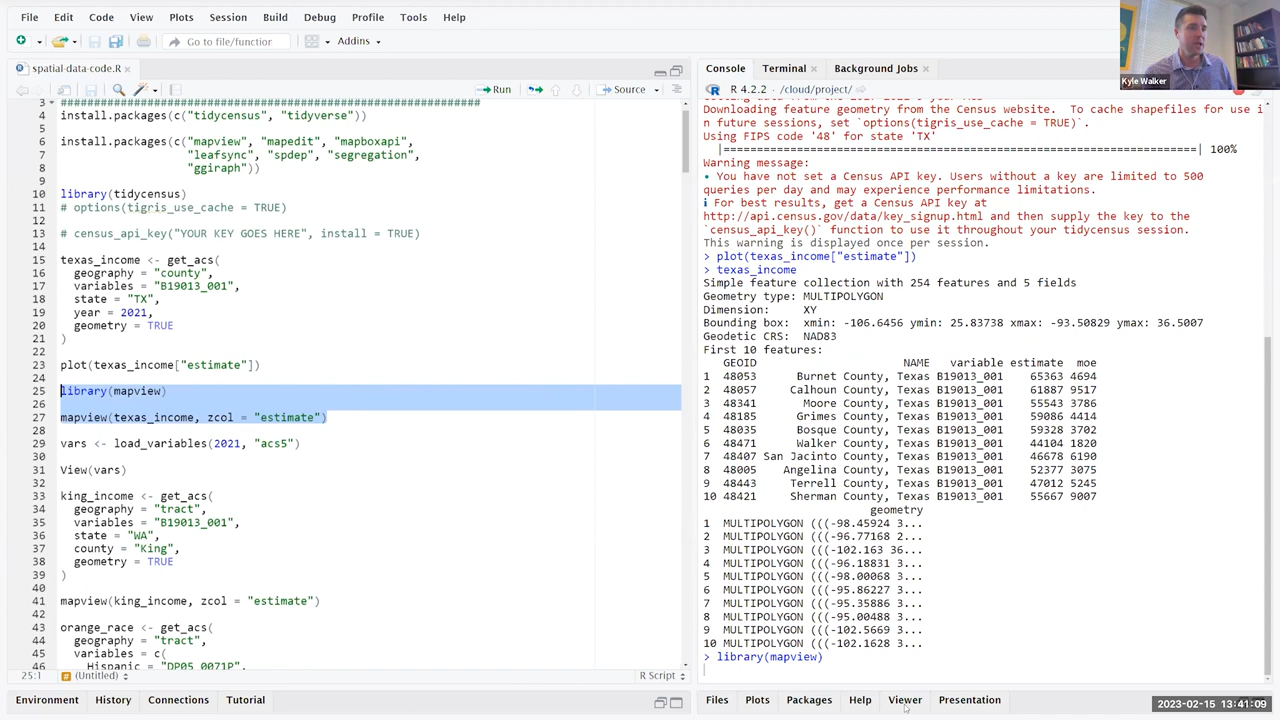 File Edit Code View Plots Session Build Debug Profile Tools Help
Go to file/function Addins
Kyle Walker
spatial-data-code.R
Run Source
3 ################################################################
4 install.packages(c("tidycensus", "tidyverse"))
5
6 install.packages(c("mapview", "mapedit", "mapboxapi",
7 "leafsync", "spdep", "segregation",
8 "ggiraph"))
9
10 library(tidycensus)
11 # options(tigris_use_cache = TRUE)
12
13 # census_api_key("YOUR KEY GOES HERE", install = TRUE)
14
15 texas_income <- get_acs(
16 geography = "county",
17 variables = "B19013_001",
18 state = "TX",
19 year = 2021,
20 geometry = TRUE
21 )
22
23 plot(texas_income["estimate"])
24
25 library(mapview)
26
27 mapview(texas_income, zcol = "estimate")
28
29 vars <- load_variables(2021, "acs5")
30
31 View(vars)
32
33 king_income <- get_acs(
34 geography = "tract",
35 variables = "B19013_001",
36 state = "WA",
37 county = "King",
38 geometry = TRUE
39 )
40
41 mapview(king_income, zcol = "estimate")
42
43 orange_race <- get_acs(
44 geography = "tract",
45 variables = c(
46 Hispanic = "DP05_0071P",
25:1 (Untitled) R Script
Environment History Connections Tutorial
Console Terminal Background Jobs
R 4.2.2 · /cloud/project/
Downloading feature geometry from the Census website. To cache shapefiles for use i
n future sessions, set `options(tigris_use_cache = TRUE)`.
Using FIPS code '48' for state 'TX'
|======================================================================| 100%
Warning message:
• You have not set a Census API key. Users without a key are limited to 500
queries per day and may experience performance limitations.
ℹ For best results, get a Census API key at
http://api.census.gov/data/key_signup.html and then supply the key to the
`census_api_key()` function to use it throughout your tidycensus session.
This warning is displayed once per session.
> plot(texas_income["estimate"])
> texas_income
Simple feature collection with 254 features and 5 fields
Geometry type: MULTIPOLYGON
Dimension: XY
Bounding box: xmin: -106.6456 ymin: 25.83738 xmax: -93.50829 ymax: 36.5007
Geodetic CRS: NAD83
First 10 features:
GEOID NAME variable estimate moe
1 48053 Burnet County, Texas B19013_001 65363 4694
2 48057 Calhoun County, Texas B19013_001 61887 9517
3 48341 Moore County, Texas B19013_001 55543 3786
4 48185 Grimes County, Texas B19013_001 59086 4414
5 48035 Bosque County, Texas B19013_001 59328 3702
6 48471 Walker County, Texas B19013_001 44104 1820
7 48407 San Jacinto County, Texas B19013_001 46678 6190
8 48005 Angelina County, Texas B19013_001 52377 3075
9 48443 Terrell County, Texas B19013_001 47012 5245
10 48421 Sherman County, Texas B19013_001 55667 9007
geometry
1 MULTIPOLYGON (((-98.45924 3...
2 MULTIPOLYGON (((-96.77168 2...
3 MULTIPOLYGON (((-102.163 36...
4 MULTIPOLYGON (((-96.18831 3...
5 MULTIPOLYGON (((-98.00068 3...
6 MULTIPOLYGON (((-95.86227 3...
7 MULTIPOLYGON (((-95.35886 3...
8 MULTIPOLYGON (((-95.00488 3...
9 MULTIPOLYGON (((-102.5669 3...
10 MULTIPOLYGON (((-102.1628 3...
> library(mapview)
Files Plots Packages Help Viewer Presentation
2023-02-15 13:41:09